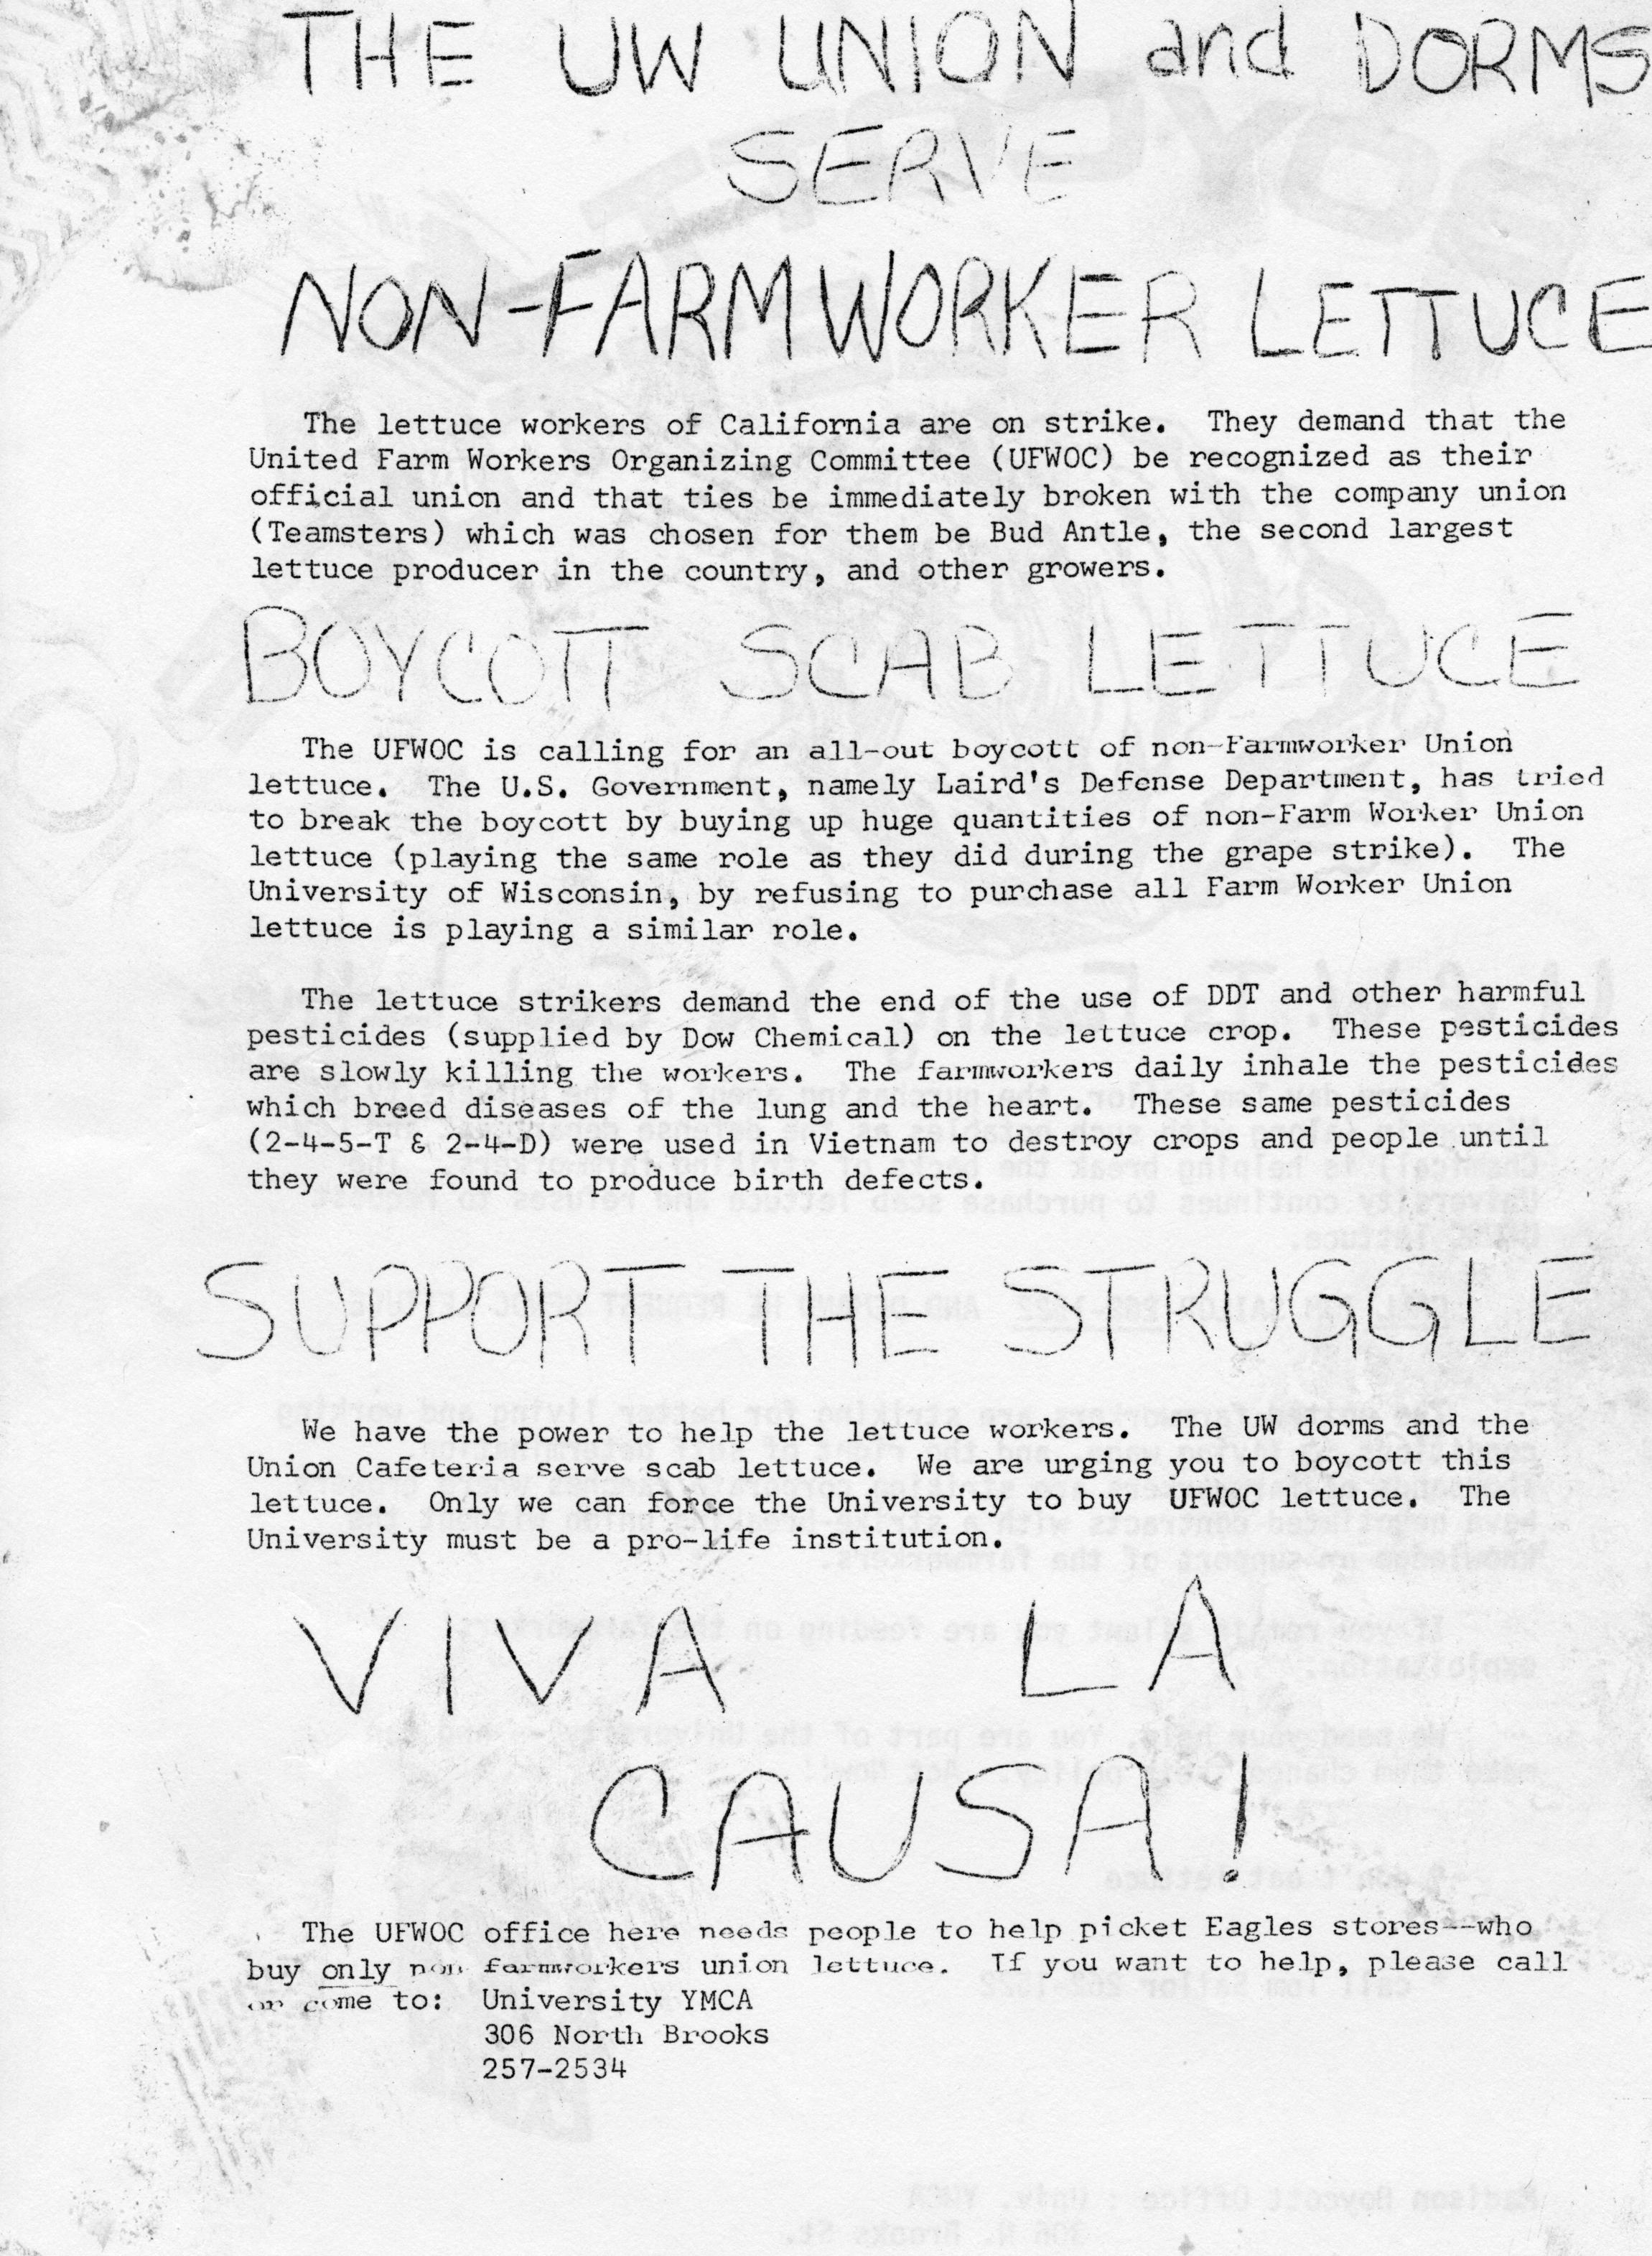 THE UW UNION and DORMS
SERVE
NON-FARMWORKER LETTUCE
The lettuce workers of California are on strike. They demand that the
United Farm Workers Organizing Committee (UFWOC) be recognized as their
official union and that ties be immediately broken with the company union
(Teamsters) which was chosen for them be Bud Antle, the second largest
lettuce producer in the country, and other growers.
BOYCOTT SCAB LETTUCE
The UFWOC is calling for an all-out boycott of non-Farmworker Union
lettuce. The U.S. Government, namely Laird's Defense Department, has tried
to break the boycott by buying up huge quantities of non-Farm Worker Union
lettuce (playing the same role as they did during the grape strike). The
University of Wisconsin, by refusing to purchase all Farm Worker Union
lettuce is playing a similar role.
The lettuce strikers demand the end of the use of DDT and other harmful
pesticides (supplied by Dow Chemical) on the lettuce crop. These pesticides
are slowly killing the workers. The farmworkers daily inhale the pesticides
which breed diseases of the lung and the heart. These same pesticides
(2-4-5-T & 2-4-D) were used in Vietnam to destroy crops and people until
they were found to produce birth defects.
SUPPORT THE STRUGGLE
We have the power to help the lettuce workers. The UW dorms and the
Union Cafeteria serve scab lettuce. We are urging you to boycott this
lettuce. Only we can force the University to buy UFWOC lettuce. The
University must be a pro-life institution.
VIVA LA
CAUSA!
The UFWOC office here needs people to help picket Eagles stores--who
buy only non farmworkers union lettuce. If you want to help, please call
or come to: University YMCA
306 North Brooks
257-2534